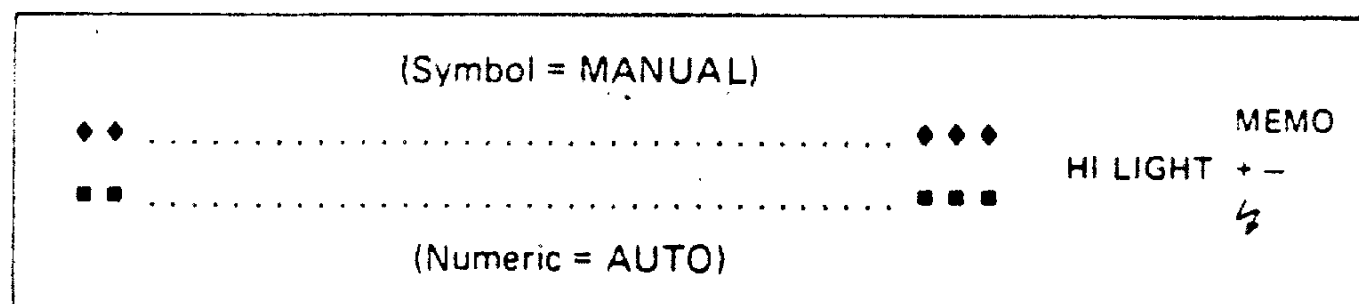 (Symbol = MANUAL)
◆◆ . . . . . . . . . . . . . . . . . . . . . . . . . . . . . . . . . . . . . . . . ◆◆◆
MEMO
HI LIGHT + –
■■ . . . . . . . . . . . . . . . . . . . . . . . . . . . . . . . . . . . . . . . . ■■■
(Numeric = AUTO)